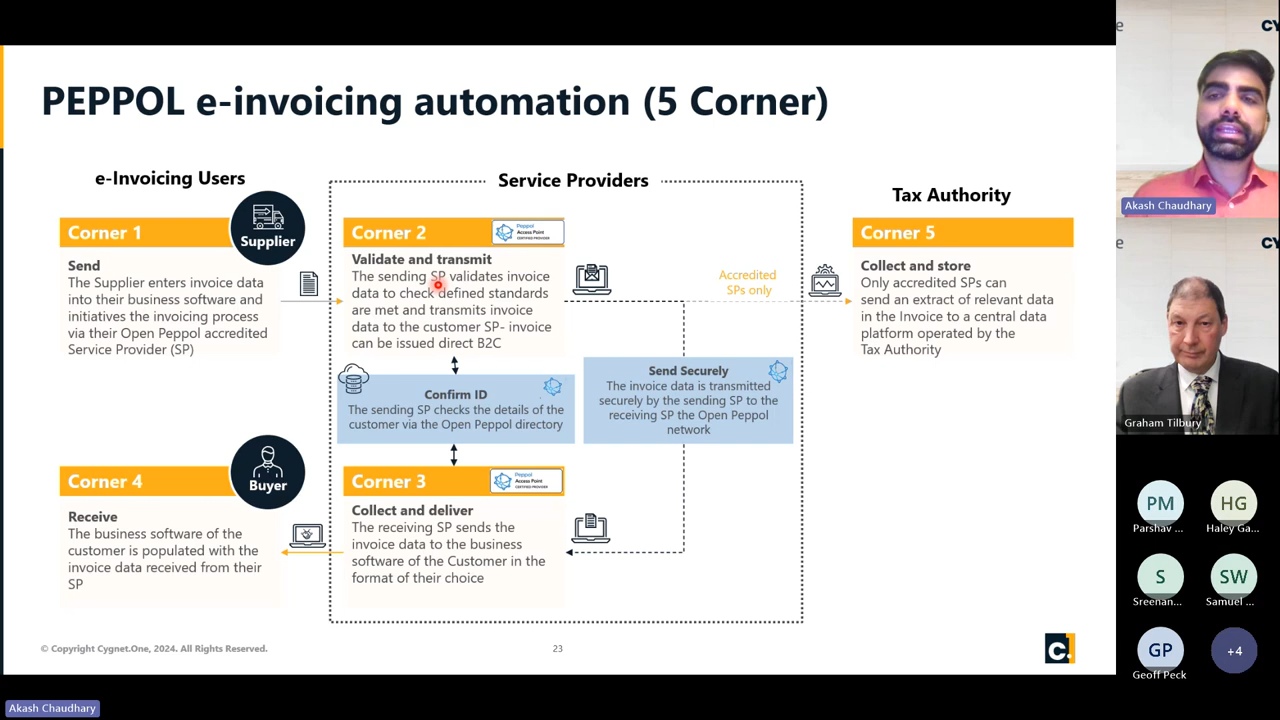 PEPPOL e-invoicing automation (5 Corner)
e-Invoicing Users
Service Providers
Tax Authority
Supplier
Corner 1
Send
The Supplier enters invoice data
into their business software and
initiatives the invoicing process
via their Open Peppol accredited
Service Provider (SP)
Corner 2
Peppol
Access Point
CERTIFIED PROVIDER
Validate and transmit
The sending SP validates invoice
data to check defined standards
are met and transmits invoice
data to the customer SP- invoice
can be issued direct B2C
Accredited
SPs only
Corner 5
Collect and store
Only accredited SPs can
send an extract of relevant data
in the Invoice to a central data
platform operated by the
Tax Authority
Confirm ID
The sending SP checks the details of the
customer via the Open Peppol directory
Send Securely
The invoice data is transmitted
securely by the sending SP to the
receiving SP the Open Peppol
network
Corner 4
Buyer
Receive
The business software of the
customer is populated with the
invoice data received from their
SP
Corner 3
Peppol
Access Point
CERTIFIED PROVIDER
Collect and deliver
The receiving SP sends the
invoice data to the business
software of the Customer in the
format of their choice
© Copyright Cygnet.One, 2024. All Rights Reserved.
23
C.
Akash Chaudhary
e
CY
Akash Chaudhary
e
CY
Graham Tilbury
PM
Parshav ...
HG
Haley Ga...
S
Sreenan...
SW
Samuel ...
GP
Geoff Peck
+4